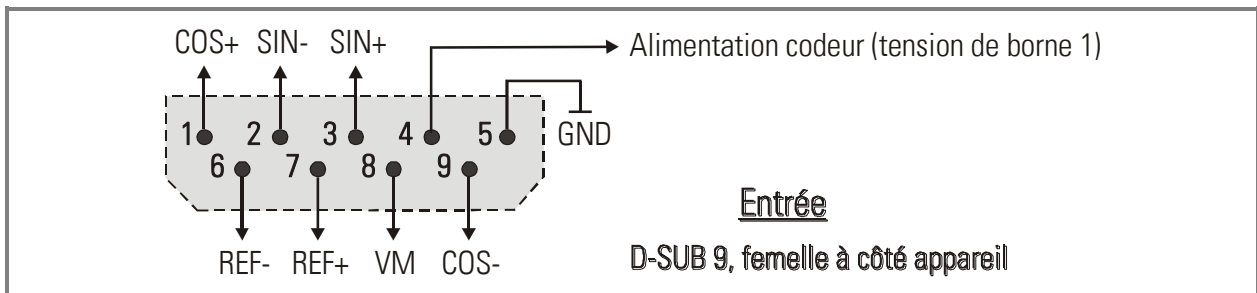 COS+ SIN- SIN+
Alimentation codeur (tension de borne 1)
1 2 3 4 5 GND
6 7 8 9
REF- REF+ VM COS-
Entrée
D-SUB 9, femelle à côté appareil